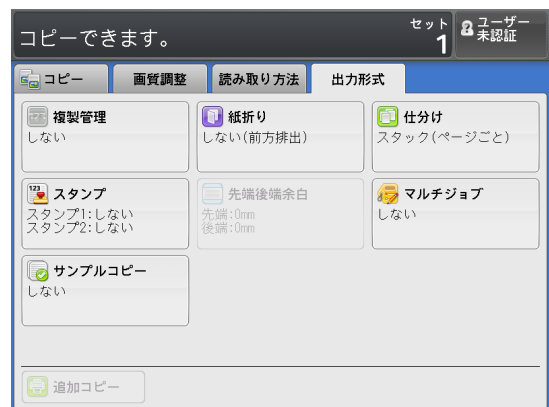 コピーできます。
セット
1
ユーザー
未認証
コピー
画質調整
読み取り方法
出力形式
複製管理
しない
紙折り
しない(前方排出)
仕分け
スタック(ページごと)
123
スタンプ
スタンプ1:しない
スタンプ2:しない
先端後端余白
先端:0mm
後端:0mm
マルチジョブ
しない
サンプルコピー
しない
追加コピー